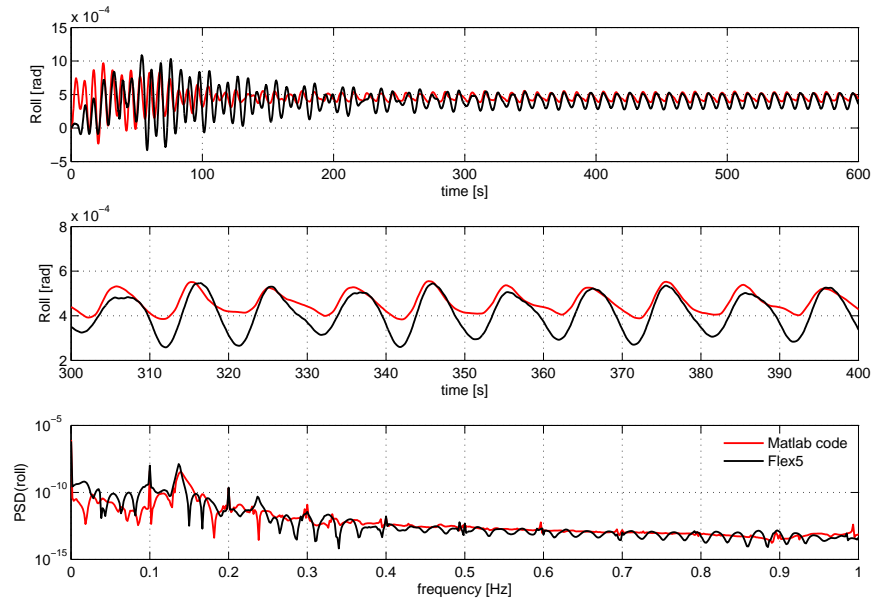 x 10⁻⁴
15
10
5
0
−5
Roll [rad]
0 100 200 300 400 500 600
time [s]
x 10⁻⁴
8
6
4
2
Roll [rad]
300 310 320 330 340 350 360 370 380 390 400
time [s]
10⁻⁵
10⁻¹⁰
10⁻¹⁵
PSD(roll)
Matlab code
Flex5
0 0.1 0.2 0.3 0.4 0.5 0.6 0.7 0.8 0.9 1
frequency [Hz]